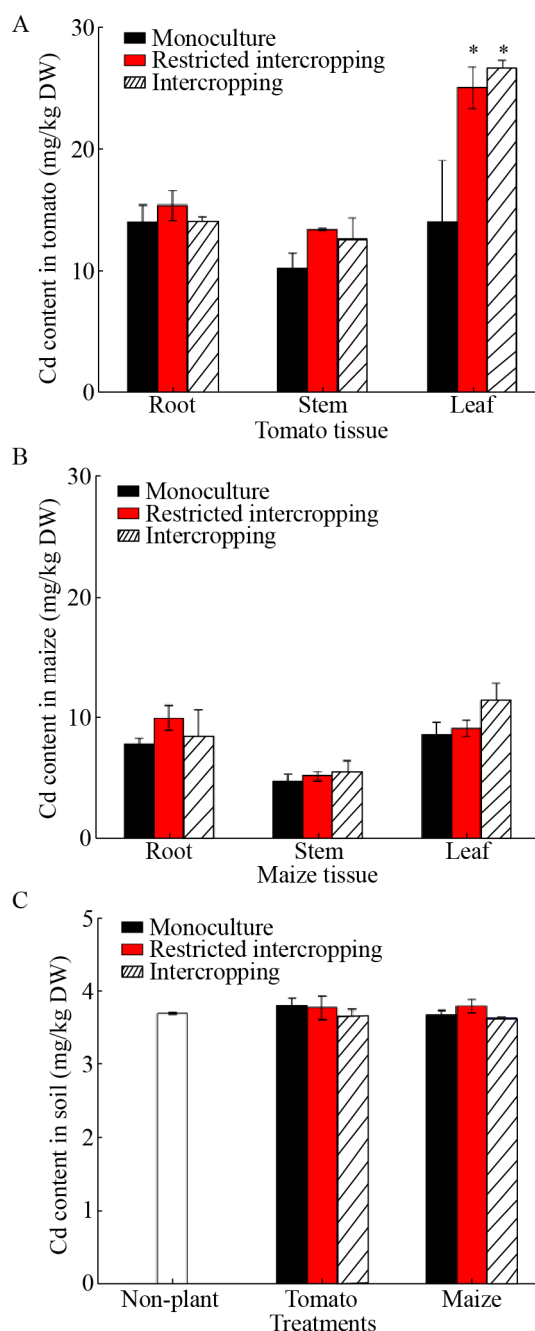 A
30
20
10
0
Cd content in tomato (mg/kg DW)
Monoculture
Restricted intercropping
Intercropping
* *
Root Stem Leaf
Tomato tissue
B
30
20
10
0
Cd content in maize (mg/kg DW)
Monoculture
Restricted intercropping
Intercropping
Root Stem Leaf
Maize tissue
C
5
4
3
2
1
0
Cd content in soil (mg/kg DW)
Monoculture
Restricted intercropping
Intercropping
Non-plant Tomato Maize
Treatments